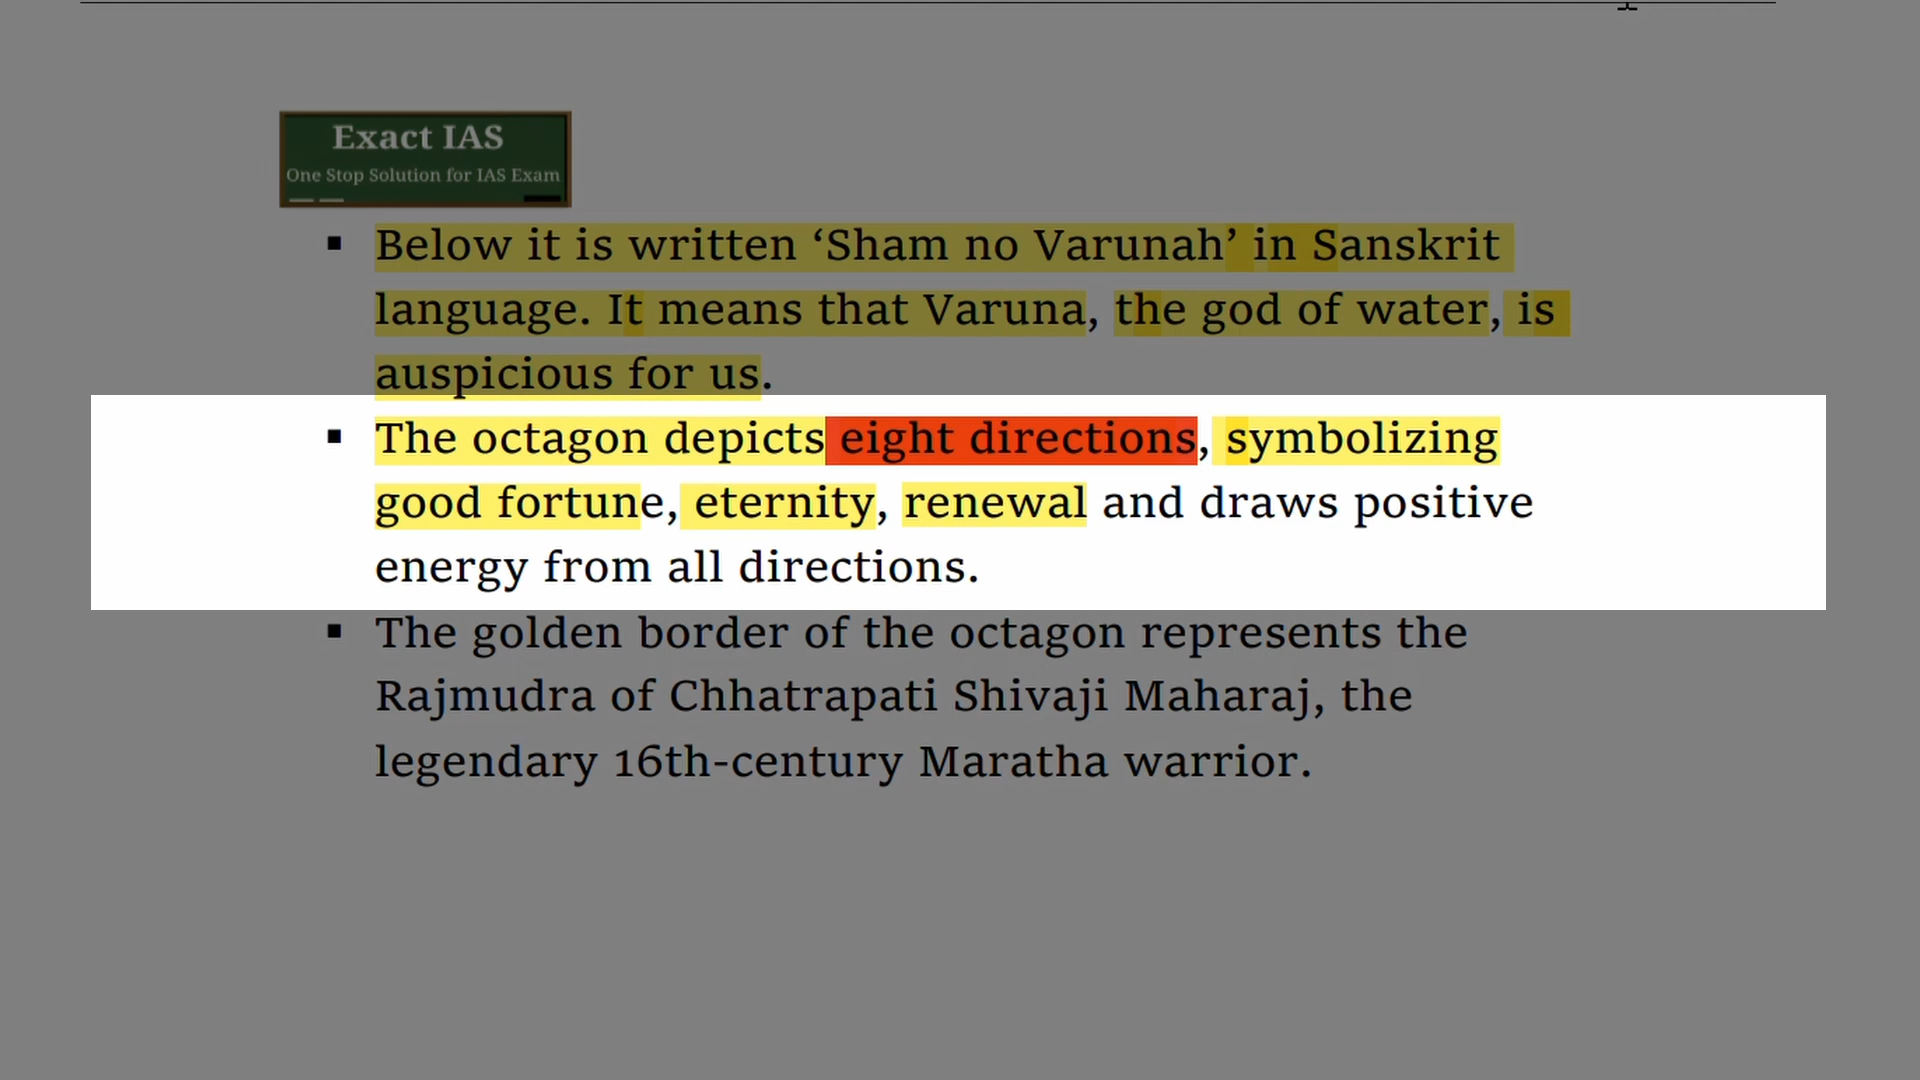 Exact IAS
One Stop Solution for IAS Exam
▪ Below it is written ‘Sham no Varunah’ in Sanskrit
language. It means that Varuna, the god of water, is
auspicious for us.
▪ The octagon depicts eight directions, symbolizing
good fortune, eternity, renewal and draws positive
energy from all directions.
▪ The golden border of the octagon represents the
Rajmudra of Chhatrapati Shivaji Maharaj, the
legendary 16th-century Maratha warrior.